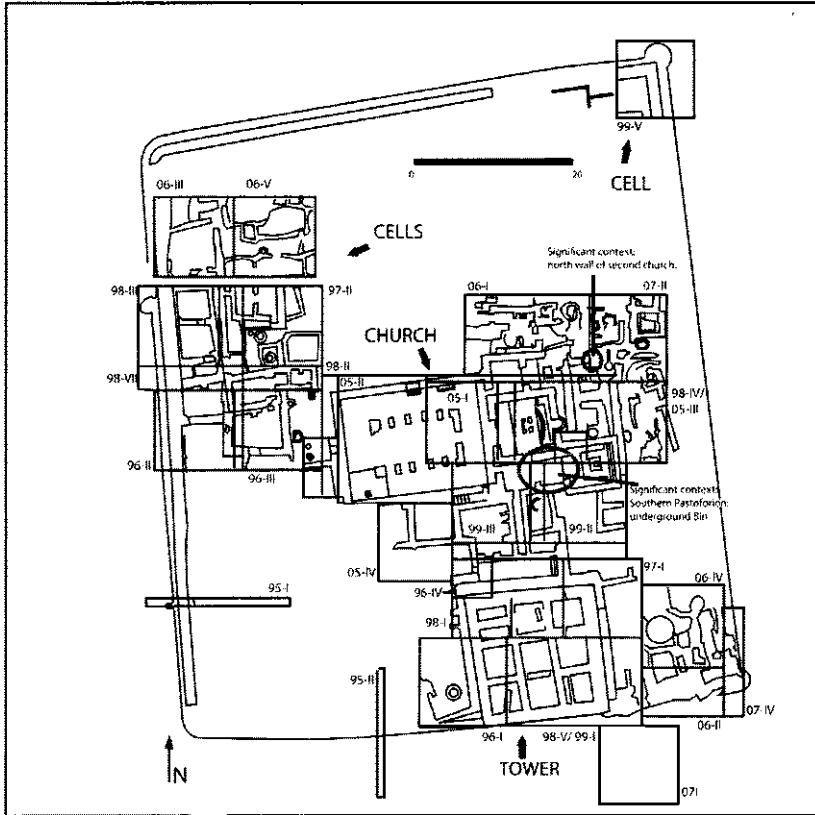 99-V
CELL
0 20
06-III 06-V
CELLS
Significant context:
north wall of second church.
98-III 97-II
06-I 07-II
CHURCH
98-II
98-VII
05-II
05-I
98-IV/
05-III
96-II
96-III
Significant context:
Southern Pastoforion:
underground Bin
99-III 99-II
05-IV
97-I
96-IV
06-IV
95-I
98-I
95-II
07-IV
06-II
96-I 98-V/ 99-I
TOWER
N
07I